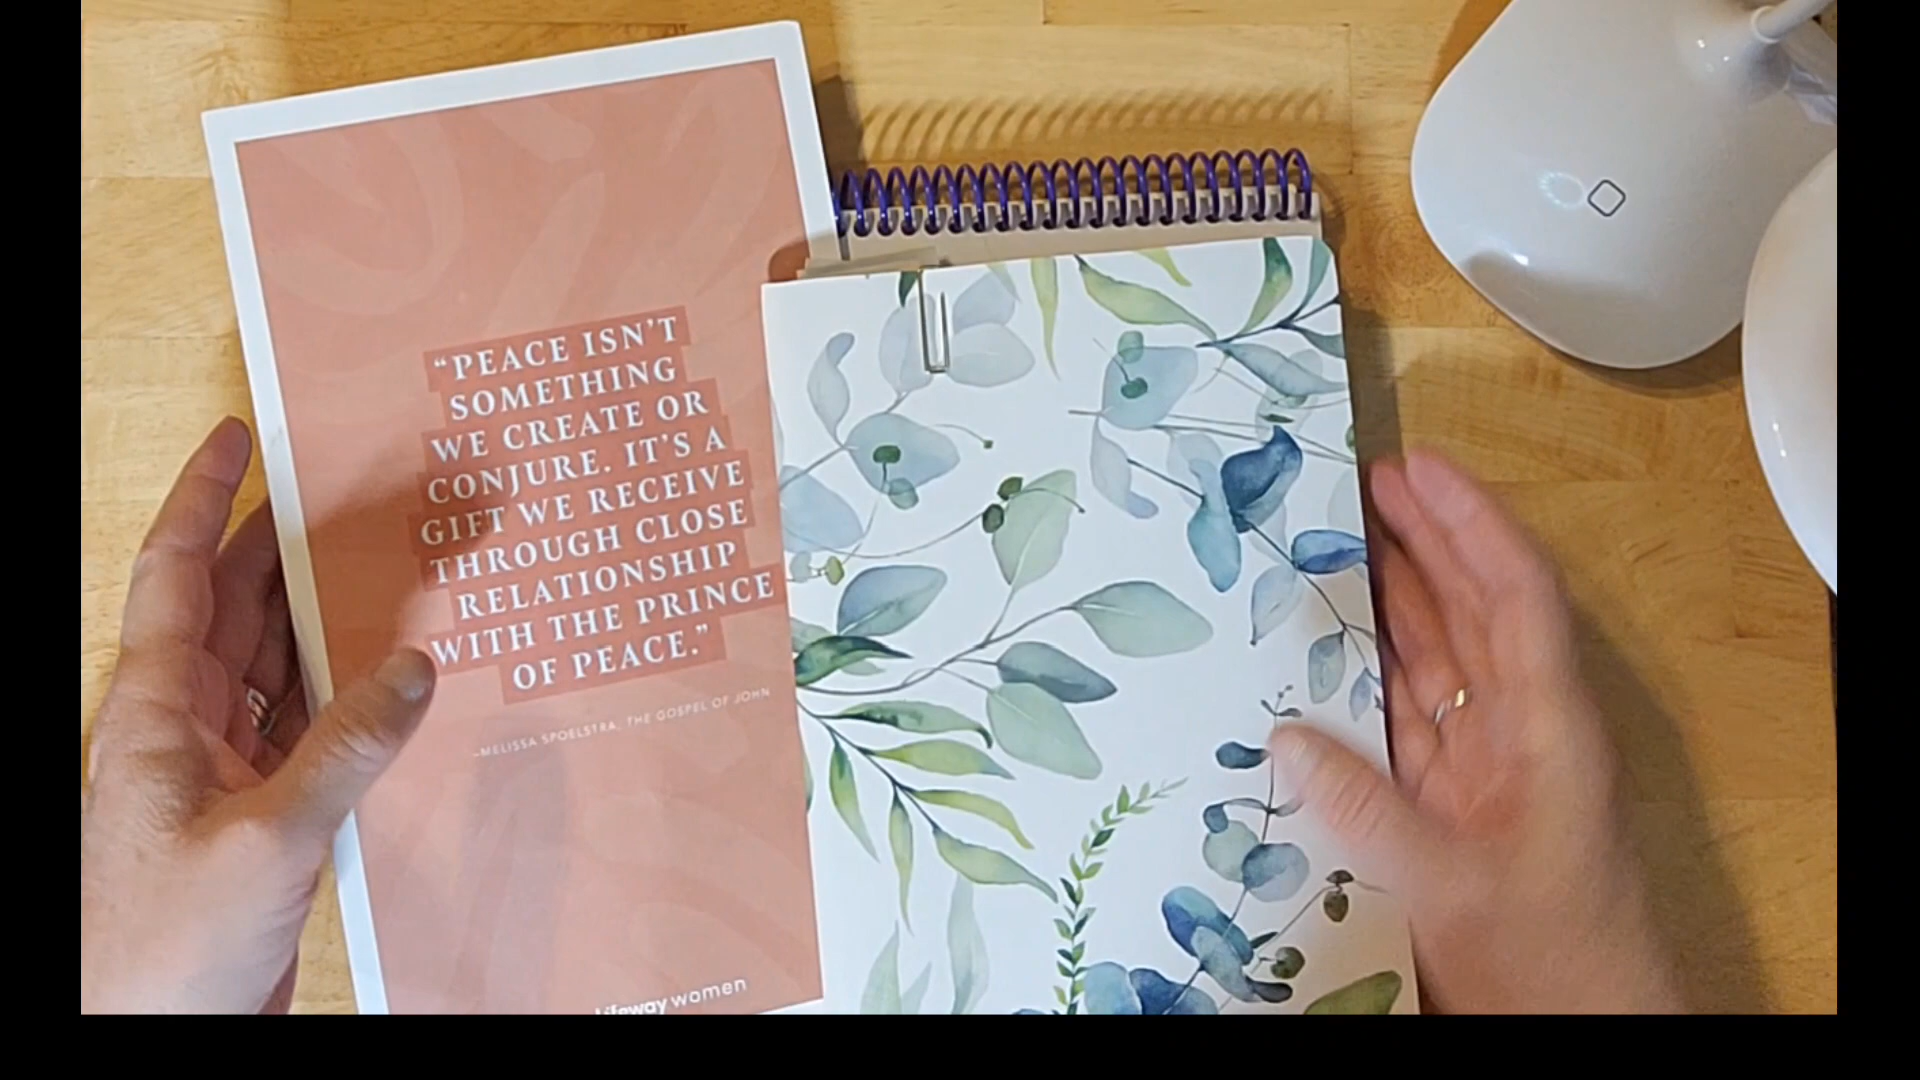 “PEACE ISN’T
SOMETHING
WE CREATE OR
CONJURE. IT’S A
GIFT WE RECEIVE
THROUGH CLOSE
RELATIONSHIP
WITH THE PRINCE
OF PEACE.”
–MELISSA SPOELSTRA, THE GOSPEL OF JOHN
Lifeway women